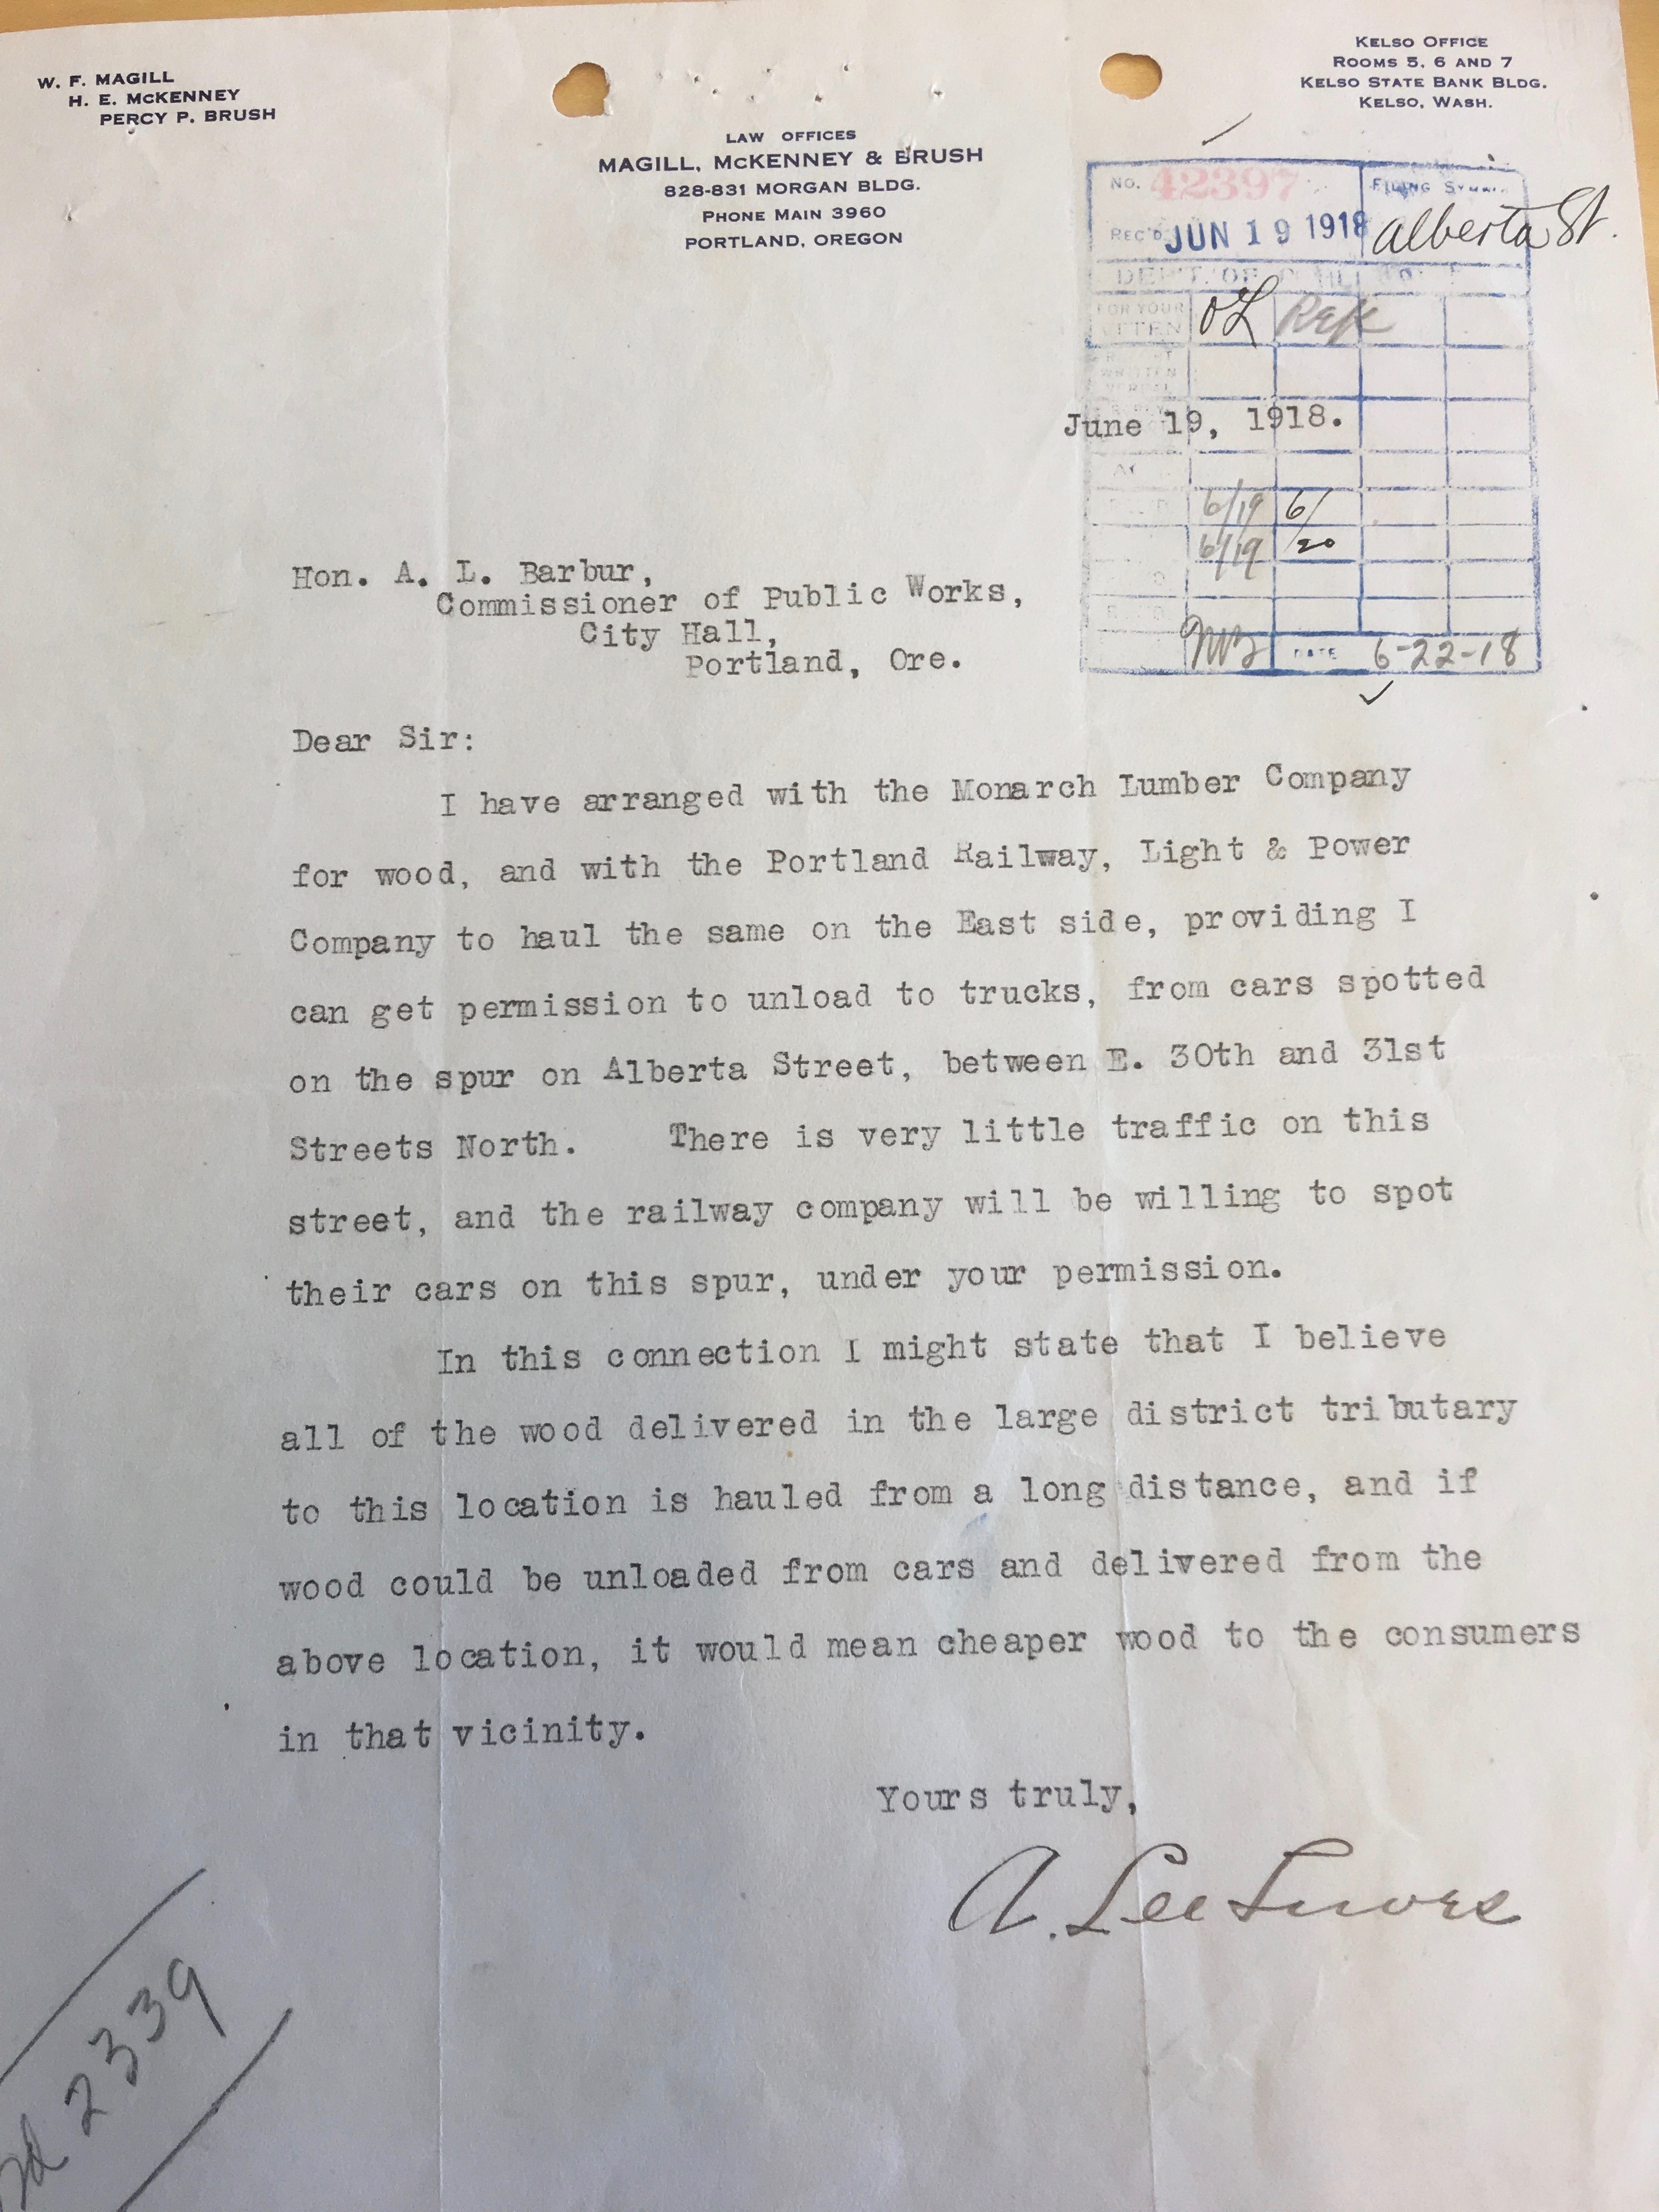 W. F. MAGILL
H. E. McKENNEY
PERCY P. BRUSH
KELSO OFFICE
ROOMS 5, 6 AND 7
KELSO STATE BANK BLDG.
KELSO, WASH.
LAW OFFICES
MAGILL, McKENNEY & BRUSH
828-831 MORGAN BLDG.
PHONE MAIN 3960
PORTLAND, OREGON
NO. 42397 FILING
REC'D JUN 19 1918 Alberta St.
DEPT. OF
FOR YOUR
OL
June 19, 1918.
6/19 6/
6/19 20
DATE 6-22-18
Hon. A. L. Barbur,
Commissioner of Public Works,
City Hall,
Portland, Ore.
Dear Sir:
I have arranged with the Monarch Lumber Company
for wood, and with the Portland Railway, Light & Power
Company to haul the same on the East side, providing I
can get permission to unload to trucks, from cars spotted
on the spur on Alberta Street, between E. 30th and 31st
Streets North. There is very little traffic on this
street, and the railway company will be willing to spot
their cars on this spur, under your permission.
In this connection I might state that I believe
all of the wood delivered in the large district tributary
to this location is hauled from a long distance, and if
wood could be unloaded from cars and delivered from the
above location, it would mean cheaper wood to the consumers
in that vicinity.
Yours truly,
A. Lee
2339